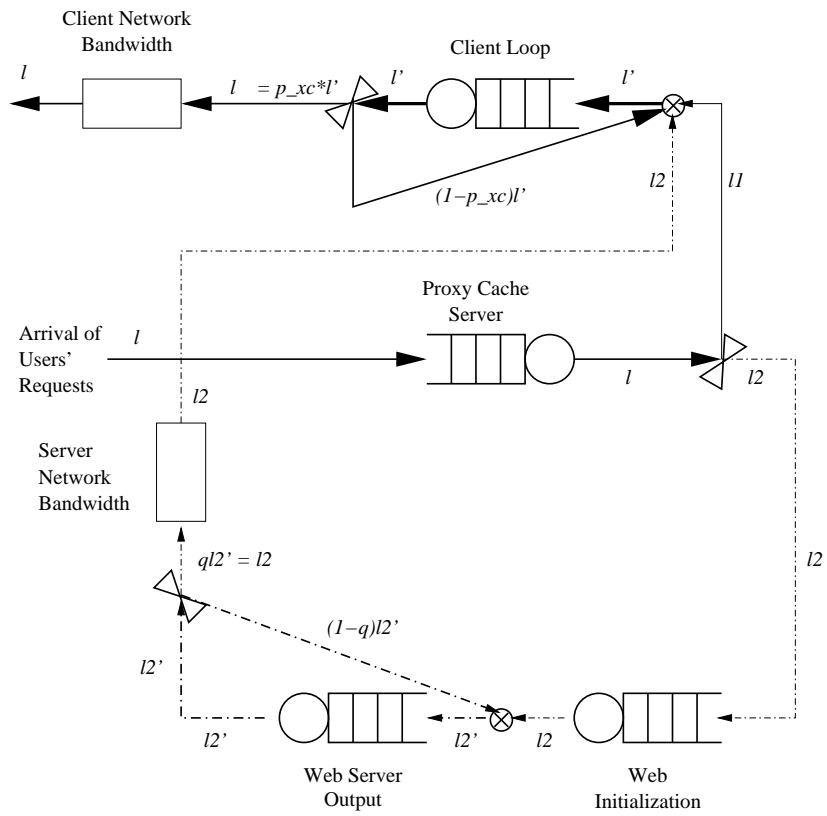 Client Network
Bandwidth
Client Loop
l
l = p_xc*l'
l'
l'
(1−p_xc)l'
l2
l1
Proxy Cache
Server
Arrival of
Users'
Requests
l
l
l2
l2
Server
Network
Bandwidth
ql2' = l2
l2
(1−q)l2'
l2'
l2'
l2'
l2
Web Server
Output
Web
Initialization